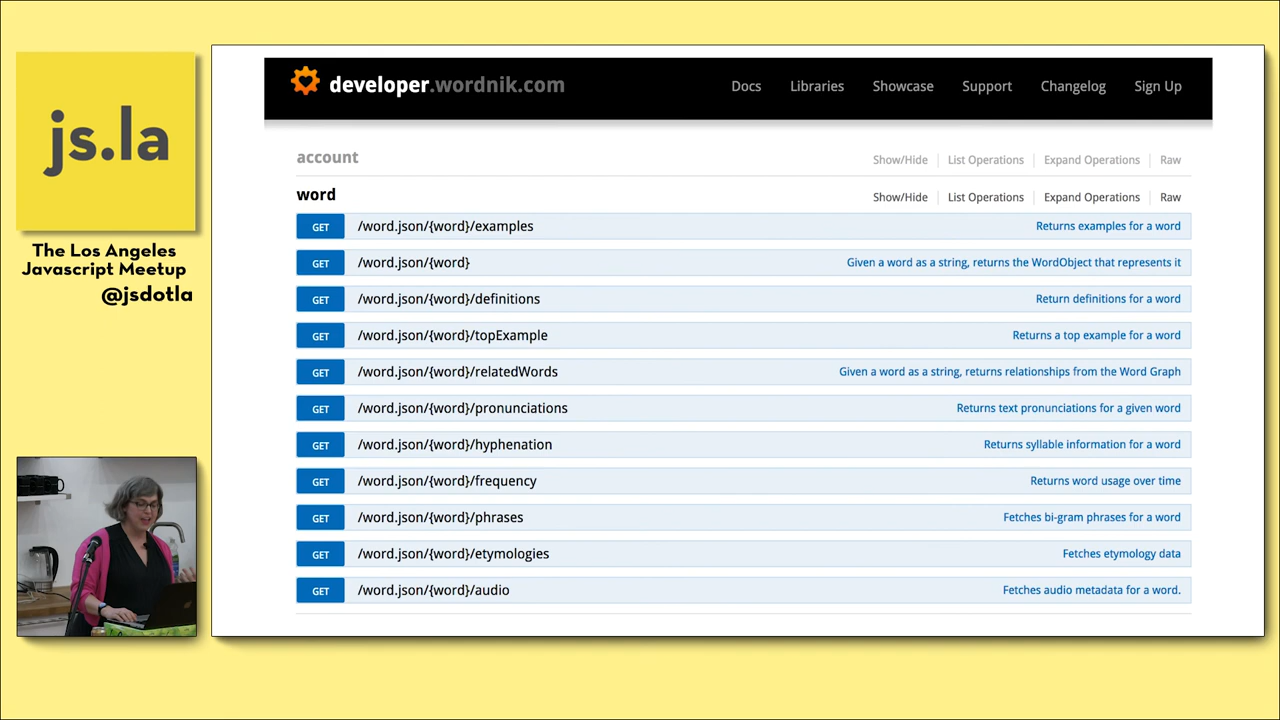 js.la
The Los Angeles
Javascript Meetup
@jsdotla
developer.wordnik.com
Docs Libraries Showcase Support Changelog Sign Up
account Show/Hide List Operations Expand Operations Raw
word Show/Hide List Operations Expand Operations Raw
GET /word.json/{word}/examples Returns examples for a word
GET /word.json/{word} Given a word as a string, returns the WordObject that represents it
GET /word.json/{word}/definitions Return definitions for a word
GET /word.json/{word}/topExample Returns a top example for a word
GET /word.json/{word}/relatedWords Given a word as a string, returns relationships from the Word Graph
GET /word.json/{word}/pronunciations Returns text pronunciations for a given word
GET /word.json/{word}/hyphenation Returns syllable information for a word
GET /word.json/{word}/frequency Returns word usage over time
GET /word.json/{word}/phrases Fetches bi-gram phrases for a word
GET /word.json/{word}/etymologies Fetches etymology data
GET /word.json/{word}/audio Fetches audio metadata for a word.